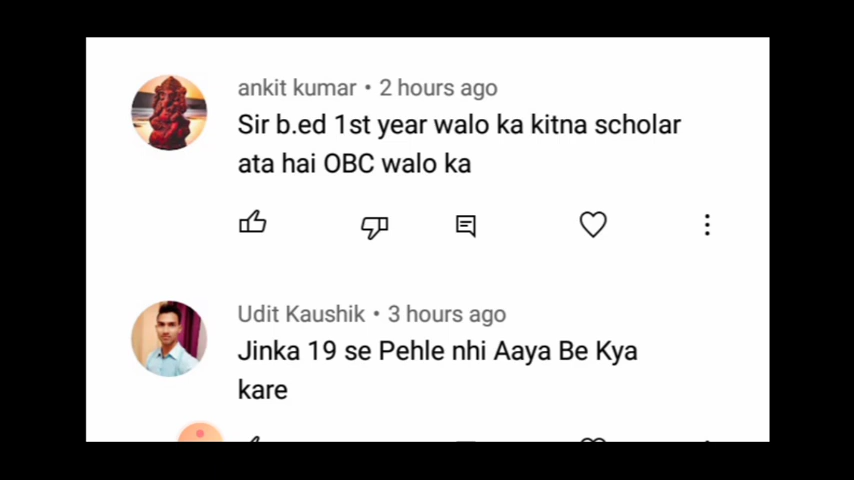 ankit kumar • 2 hours ago
Sir b.ed 1st year walo ka kitna scholar
ata hai OBC walo ka
Udit Kaushik • 3 hours ago
Jinka 19 se Pehle nhi Aaya Be Kya
kare